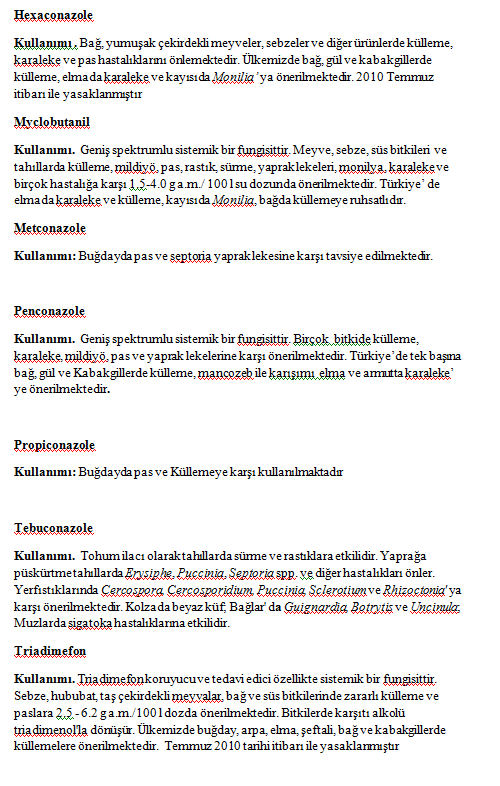 Hexaconazole
Kullanımı . Bağ, yumuşak çekirdekli meyveler, sebzeler ve diğer ürünlerde külleme,
karaleke ve pas hastalıklarını önlemektedir. Ülkemizde bağ, gül ve kabakgillerde
külleme, elmada karaleke ve kayısıda Monilia' ya önerilmektedir. 2010 Temmuz
itibarı ile yasaklanmıştır
Myclobutanil
Kullanımı. Geniş spektrumlu sistemik bir fungisittir. Meyve, sebze, süs bitkileri ve
tahıllarda külleme, mildiyö, pas, rastık, sürme, yaprak lekeleri, monilya, karaleke ve
birçok hastalığa karşı 1,5-4.0 g a.m./ 100 l su dozunda önerilmektedir. Türkiye' de
elmada karaleke ve külleme, kayısıda Monilia, bağda küllemeye ruhsatlıdır.
Metconazole
Kullanımı: Buğdayda pas ve septoria yaprak lekesine karşı tavsiye edilmektedir.
Penconazole
Kullanımı. Geniş spektrumlu sistemik bir fungisittir. Birçok bitkide külleme,
karaleke, mildiyö, pas ve yaprak lekelerine karşı önerilmektedir. Türkiye'de tek başına
bağ, gül ve Kabakgillerde külleme, mancozeb ile karışımı elma ve armutta karaleke'
ye önerilmektedir.
Propiconazole
Kullanımı: Buğdayda pas ve Küllemeye karşı kullanılmaktadır
Tebuconazole
Kullanımı. Tohum ilacı olarak tahıllarda sürme ve rastıklara etkilidir. Yaprağa
püskürtme tahıllarda Erysiphe, Puccinia, Septoria spp. ve diğer hastalıkları önler.
Yerfıstıklarında Cercospora, Cercosporidium, Puccinia, Sclerotium ve Rhizoctonia' ya
karşı önerilmektedir. Kolzada beyaz küf; Bağlar' da Guignardia, Botrytis ve Uncinula;
Muzlarda sigatoka hastalıklarına etkilidir.
Triadimefon
Kullanımı. Triadimefon koruyucu ve tedavi edici özellikte sistemik bir fungisittir.
Sebze, hububat, taş çekirdekli meyvalar, bağ ve süs bitkilerinde zararlı külleme ve
paslara 2,5 - 6.2 g a.m./100 l dozda önerilmektedir. Bitkilerde karşıtı alkolü
triadimenol'la dönüşür. Ülkemizde buğday, arpa, elma, şeftali, bağ ve kabakgillerde
küllemelere önerilmektedir. Temmuz 2010 tarihi itibarı ile yasaklanmıştır